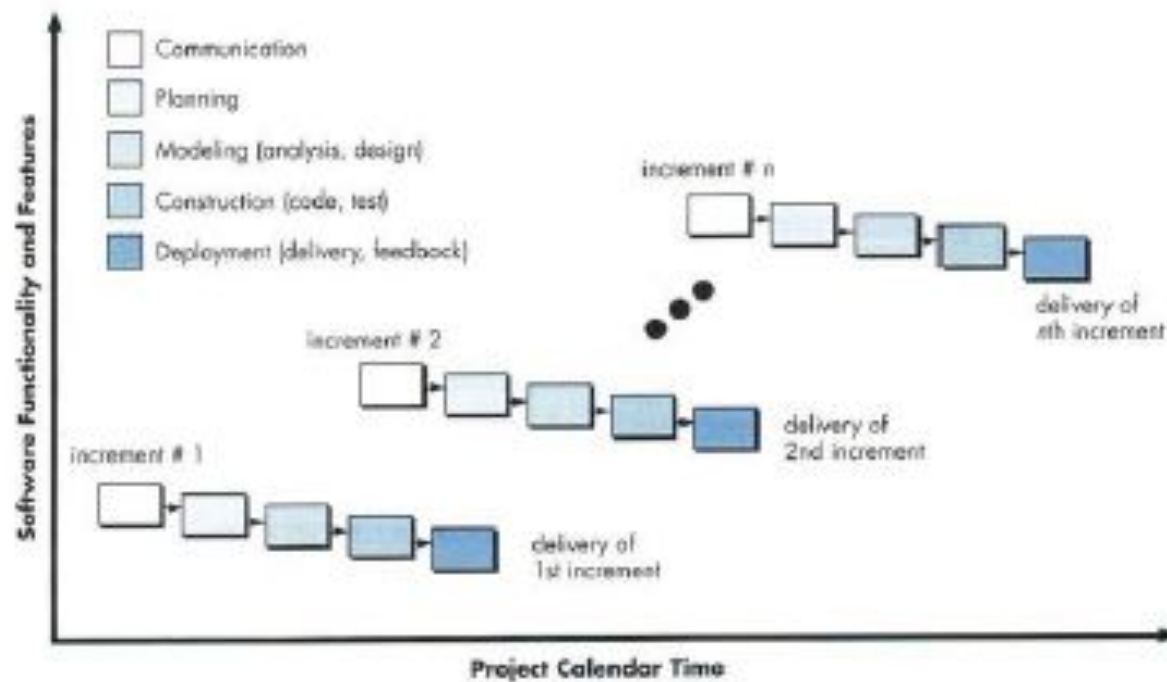 Communication
Planning
Modeling (analysis, design)
Construction (code, test)
Deployment (delivery, feedback)
increment # n
delivery of
nth increment
increment # 2
delivery of
2nd increment
increment # 1
delivery of
1st increment
Software Functionality and Features
Project Calendar Time